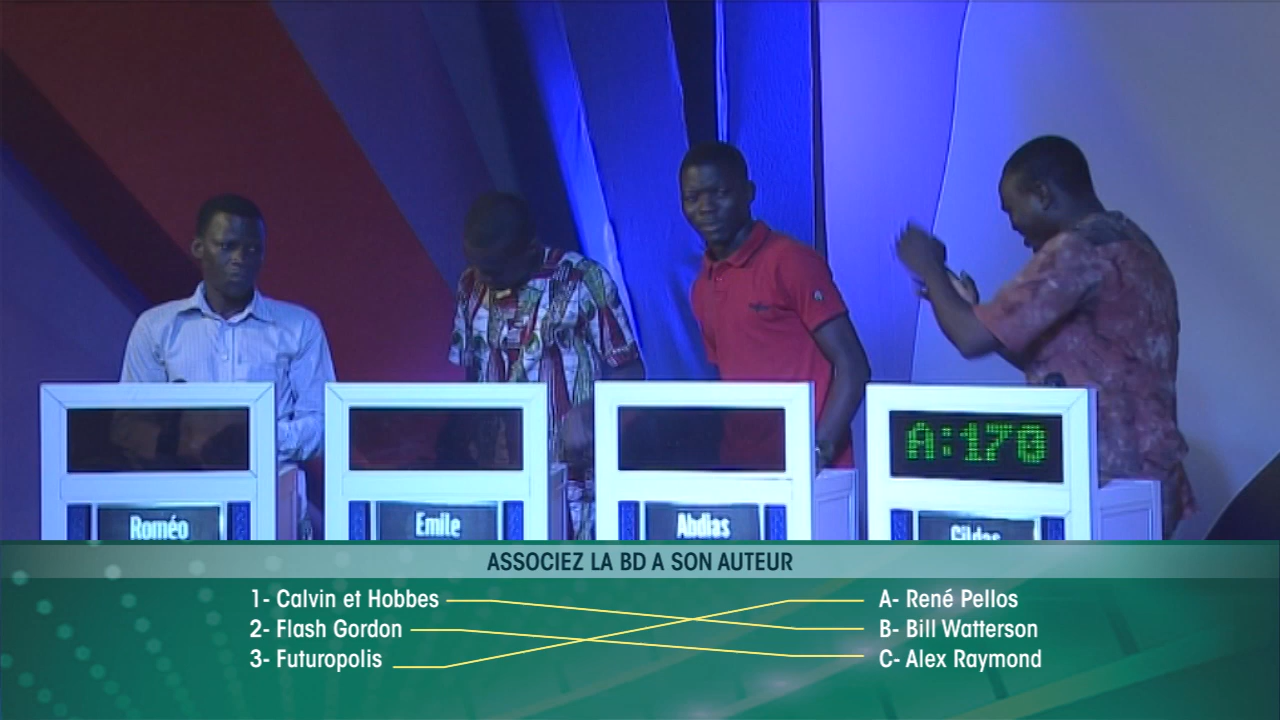 A:170
Roméo
Emile
Abdias
Gildas
ASSOCIEZ LA BD A SON AUTEUR
1- Calvin et Hobbes
2- Flash Gordon
3- Futuropolis
A- René Pellos
B- Bill Watterson
C- Alex Raymond